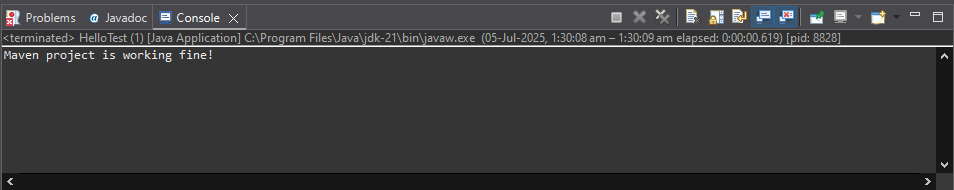 Problems Javadoc Console
<terminated> HelloTest (1) [Java Application] C:\Program Files\Java\jdk-21\bin\javaw.exe (05-Jul-2025, 1:30:08 am – 1:30:09 am elapsed: 0:00:00.619) [pid: 8828]
Maven project is working fine!